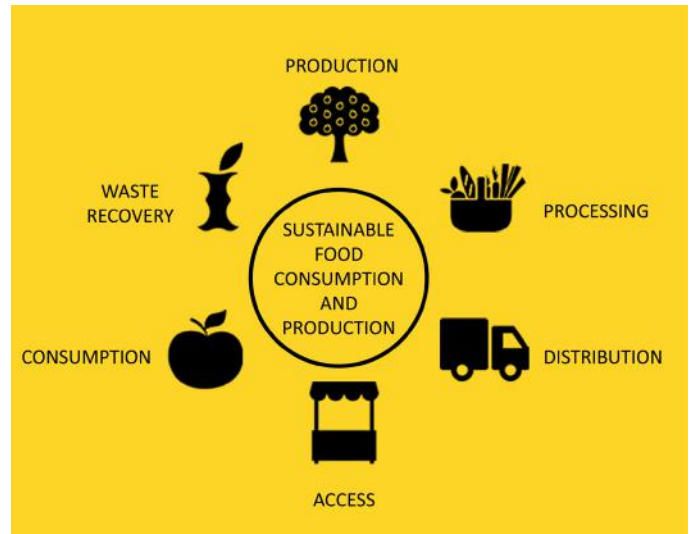 PRODUCTION
PROCESSING
DISTRIBUTION
ACCESS
CONSUMPTION
WASTE
RECOVERY
SUSTAINABLE
FOOD
CONSUMPTION
AND
PRODUCTION